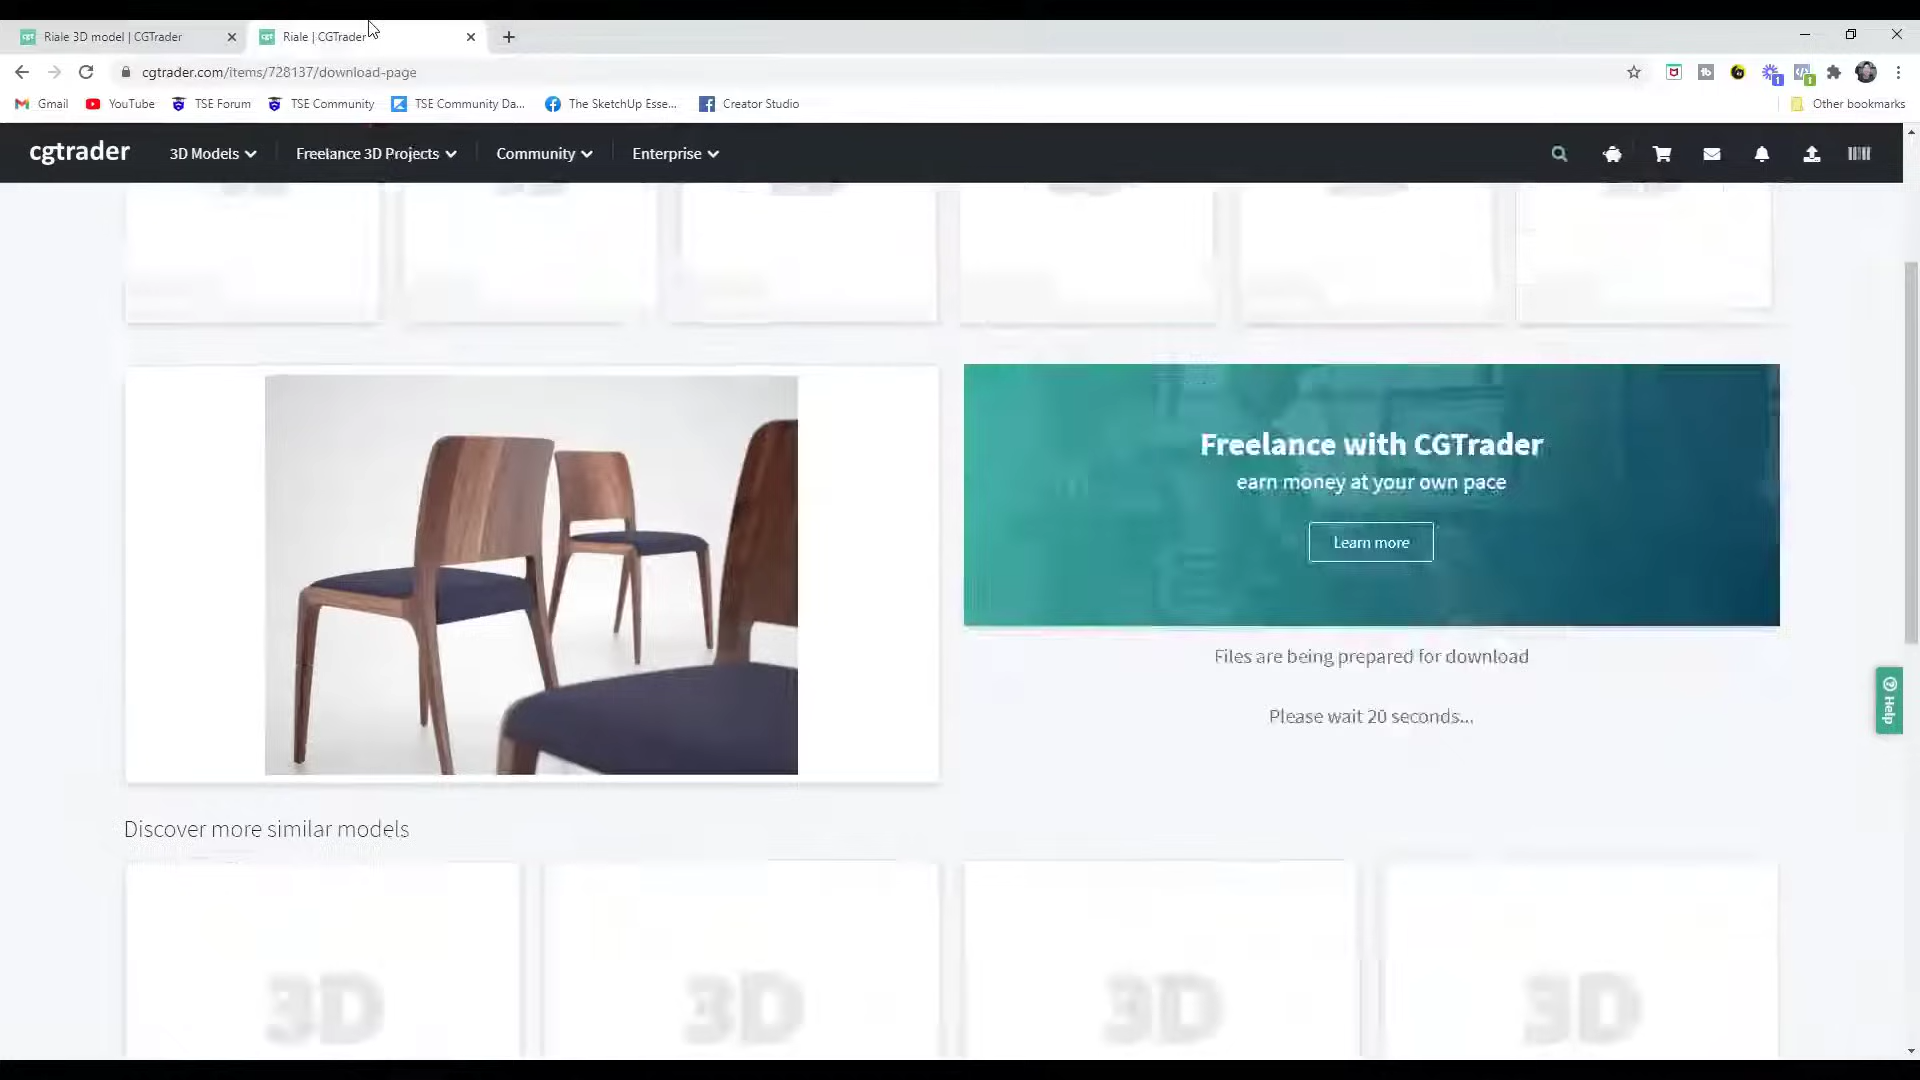 Riale 3D model | CGTrader
Riale | CGTrader
cgtrader.com/items/728137/download-page
Gmail
YouTube
TSE Forum
TSE Community
TSE Community Da...
The SketchUp Esse...
Creator Studio
Other bookmarks
cgtrader
3D Models
Freelance 3D Projects
Community
Enterprise
Freelance with CGTrader
earn money at your own pace
Learn more
Files are being prepared for download
Please wait 20 seconds...
Help
Discover more similar models
3D
3D
3D
3D